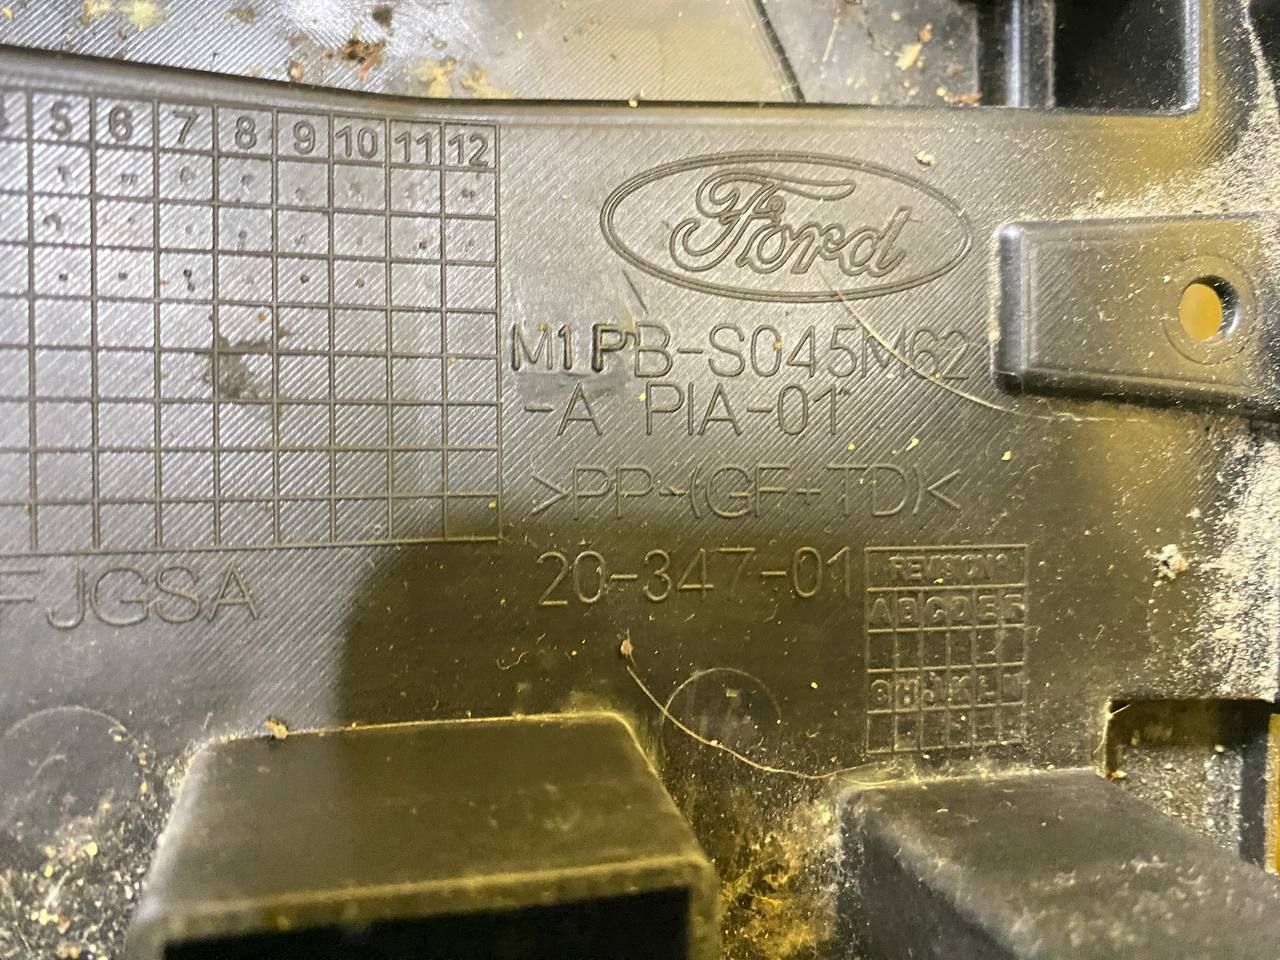 5 6 7 8 9 10 11 12
Ford
M1PB-S045M62
-A PIA-01
>PP-(GF+TD)<
FJGSA
20-347-01
REVISION
A B C D E F
G H J K L